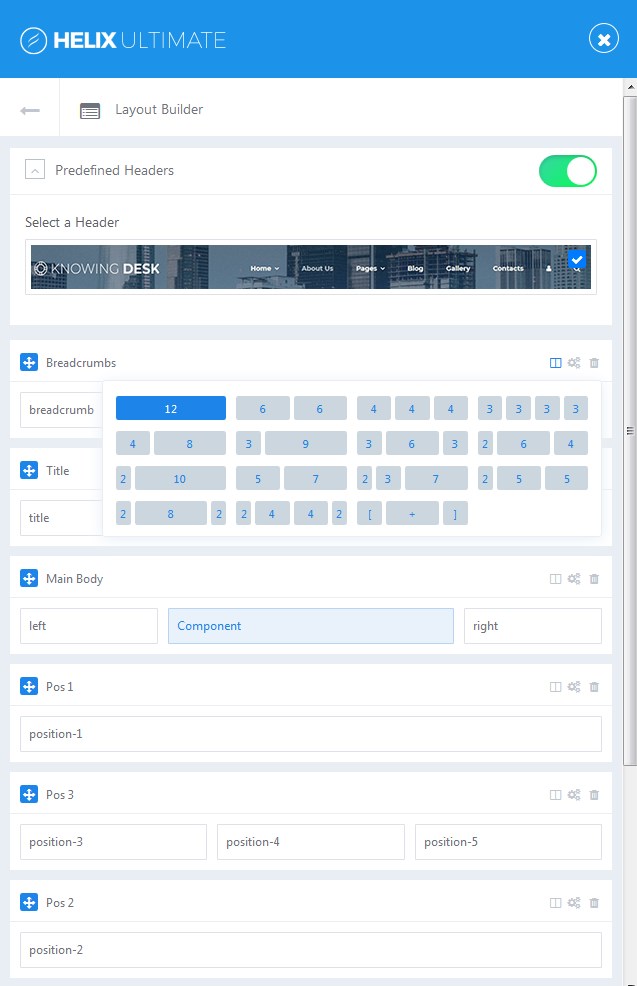 HELIX ULTIMATE
Layout Builder
Predefined Headers
Select a Header
KNOWING DESK Home About Us Pages Blog Gallery Contacts
Breadcrumbs
breadcrumb
12 6 6 4 4 4 3 3 3 3
4 8 3 9 3 6 3 2 6 4
Title
2 10 5 7 2 3 7 2 5 5
title
2 8 2 2 4 4 2 [ + ]
Main Body
left Component right
Pos 1
position-1
Pos 3
position-3 position-4 position-5
Pos 2
position-2